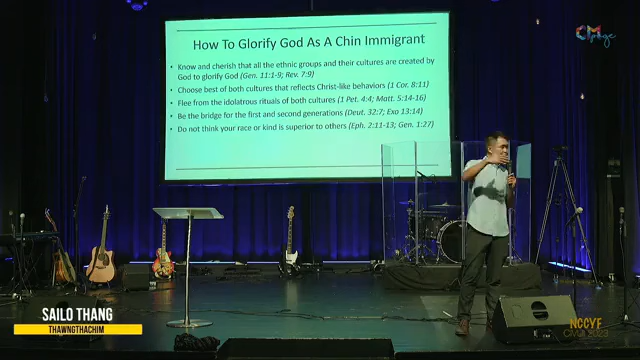 How To Glorify God As A Chin Immigrant
• Know and cherish that all the ethnic groups and their cultures are created by
God to glorify God (Gen. 11:1-9; Rev. 7:9)
• Choose best of both cultures that reflects Christ-like behaviors (1 Cor. 8:11)
• Flee from the idolatrous rituals of both cultures (1 Pet. 4:4; Matt. 5:14-16)
• Be the bridge for the first and second generations (Deut. 32:7; Exo 13:14)
• Do not think your race or kind is superior to others (Eph. 2:11-13; Gen. 1:27)
CM
SAILO THANG
THAWNGTHACHIM
NCCYF